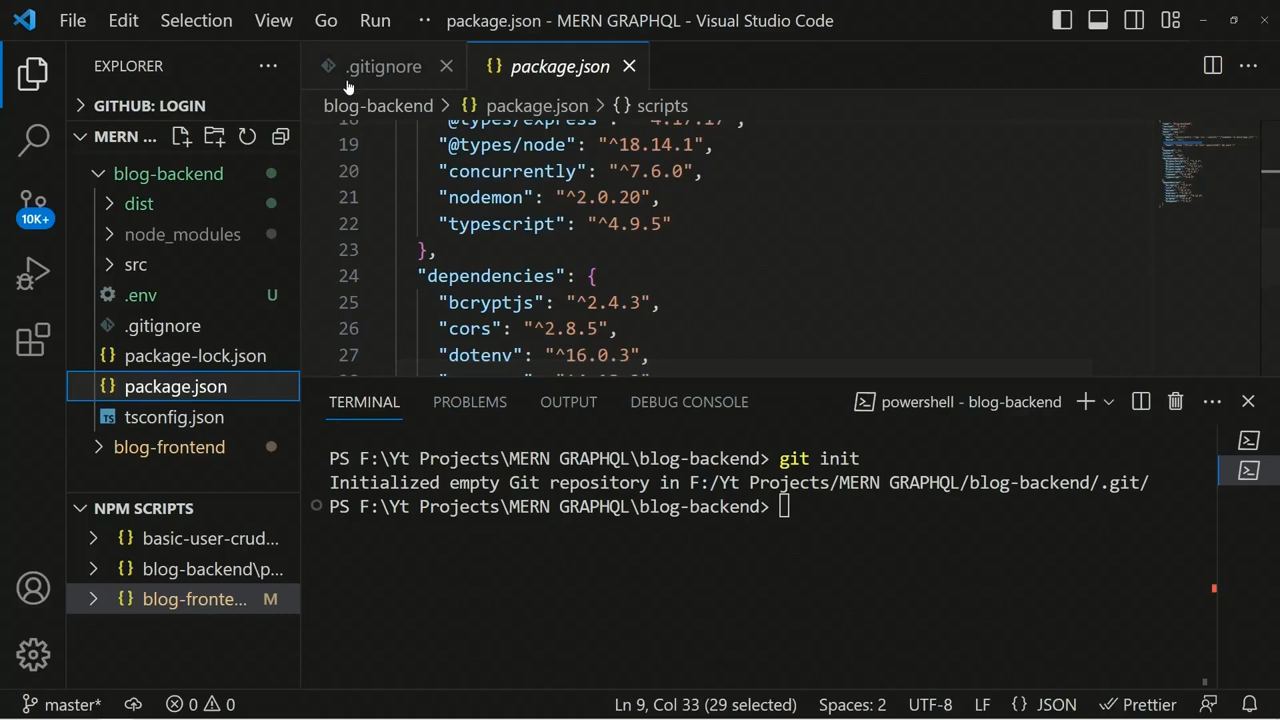 File Edit Selection View Go Run ·· package.json - MERN GRAPHQL - Visual Studio Code
EXPLORER ···
GITHUB: LOGIN
MERN ...
blog-backend
dist
node_modules
src
.env U
.gitignore
{} package-lock.json
{} package.json
TS tsconfig.json
blog-frontend
NPM SCRIPTS
{} basic-user-crud...
{} blog-backend\p...
{} blog-fronte... M
10K+
.gitignore
{} package.json
blog-backend > {} package.json > {} scripts
18 "@types/express": "^4.17.17",
19 "@types/node": "^18.14.1",
20 "concurrently": "^7.6.0",
21 "nodemon": "^2.0.20",
22 "typescript": "^4.9.5"
23 },
24 "dependencies": {
25 "bcryptjs": "^2.4.3",
26 "cors": "^2.8.5",
27 "dotenv": "^16.0.3",
TERMINAL PROBLEMS OUTPUT DEBUG CONSOLE powershell - blog-backend
PS F:\Yt Projects\MERN GRAPHQL\blog-backend> git init
Initialized empty Git repository in F:/Yt Projects/MERN GRAPHQL/blog-backend/.git/
PS F:\Yt Projects\MERN GRAPHQL\blog-backend>
master* 0 0 Ln 9, Col 33 (29 selected) Spaces: 2 UTF-8 LF {} JSON Prettier